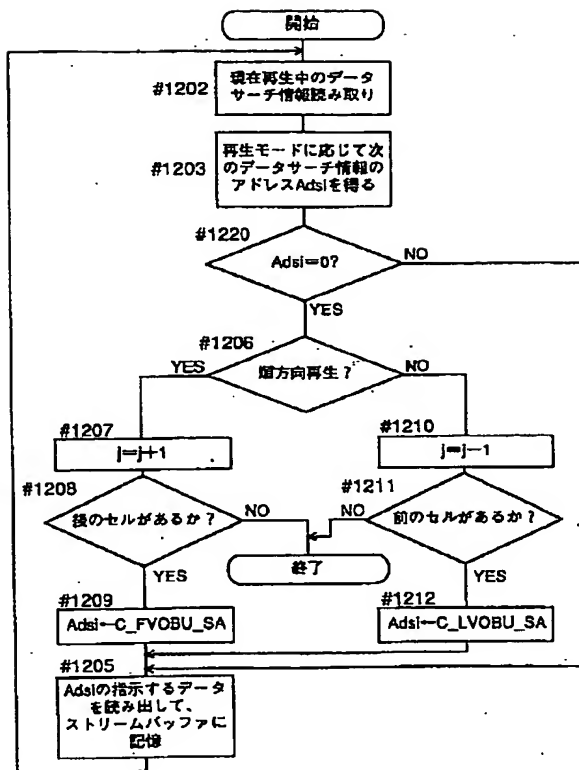 開始
#1202
現在再生中のデータ
サーチ情報読み取り
#1203
再生モードに応じて次
のデータサーチ情報の
アドレスAdsiを得る
#1220
Adsi=0?
NO
YES
#1206
YES
順方向再生?
NO
#1207
j=j+1
#1210
j=j-1
#1208
後のセルがあるか?
NO
#1211
NO
前のセルがあるか?
終了
YES
YES
#1209
Adsi←C_FVOBU_SA
#1212
Adsi←C_LVOBU_SA
#1205
Adsiの指示するデータ
を読み出して、
ストリームバッファに
記憶